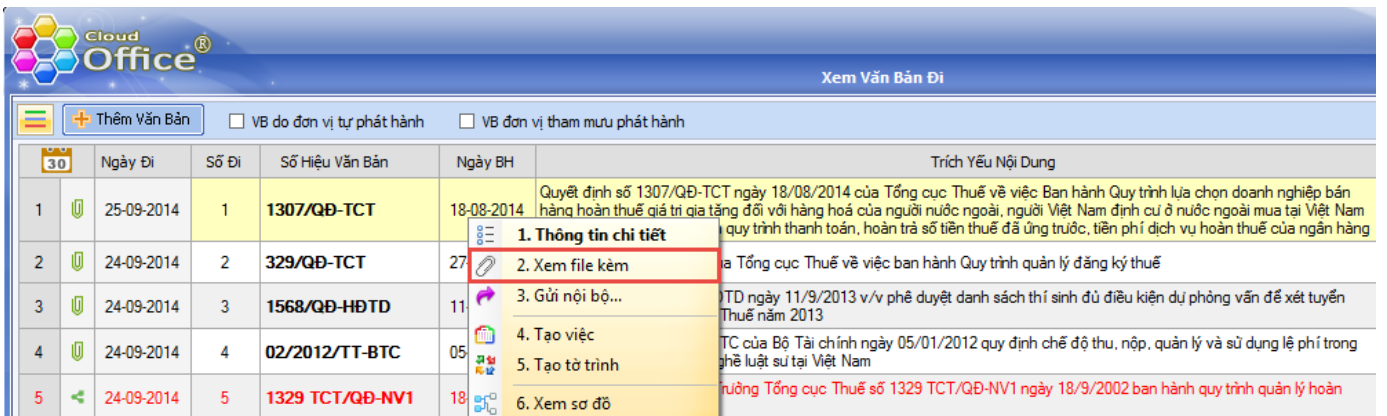 Cloud
Office®
Xem Văn Bản Đi
Thêm Văn Bản
VB do đơn vị tự phát hành
VB đơn vị tham mưu phát hành
30
Ngày Đi
Số Đi
Số Hiệu Văn Bản
Ngày BH
Trích Yếu Nội Dung
1
25-09-2014
1
1307/QĐ-TCT
18-08-2014
Quyết định số 1307/QĐ-TCT ngày 18/08/2014 của Tổng cục Thuế về việc Ban hành Quy trình lựa chọn doanh nghiệp bán
hàng hoàn thuế giá trị gia tăng đối với hàng hoá của người nước ngoài, người Việt Nam định cư ở nước ngoài mua tại Việt Nam
quy trình thanh toán, hoàn trả số tiền thuế đã ứng trước, tiền phí dịch vụ hoàn thuế của ngân hàng
1. Thông tin chi tiết
2
24-09-2014
2
329/QĐ-TCT
27-
2. Xem file kèm
a Tổng cục Thuế về việc ban hành Quy trình quản lý đăng ký thuế
3
24-09-2014
3
1568/QĐ-HĐTD
11-
3. Gửi nội bộ...
TD ngày 11/9/2013 v/v phê duyệt danh sách thí sinh đủ điều kiện dự phỏng vấn để xét tuyển
Thuế năm 2013
4
24-09-2014
4
02/2012/TT-BTC
05-
4. Tạo việc
5. Tạo tờ trình
TC của Bộ Tài chính ngày 05/01/2012 quy định chế độ thu, nộp, quản lý và sử dụng lệ phí trong
ghề luật sư tại Việt Nam
5
24-09-2014
5
1329 TCT/QĐ-NV1
18-
6. Xem sơ đồ
rưởng Tổng cục Thuế số 1329 TCT/QĐ-NV1 ngày 18/9/2002 ban hành quy trình quản lý hoàn